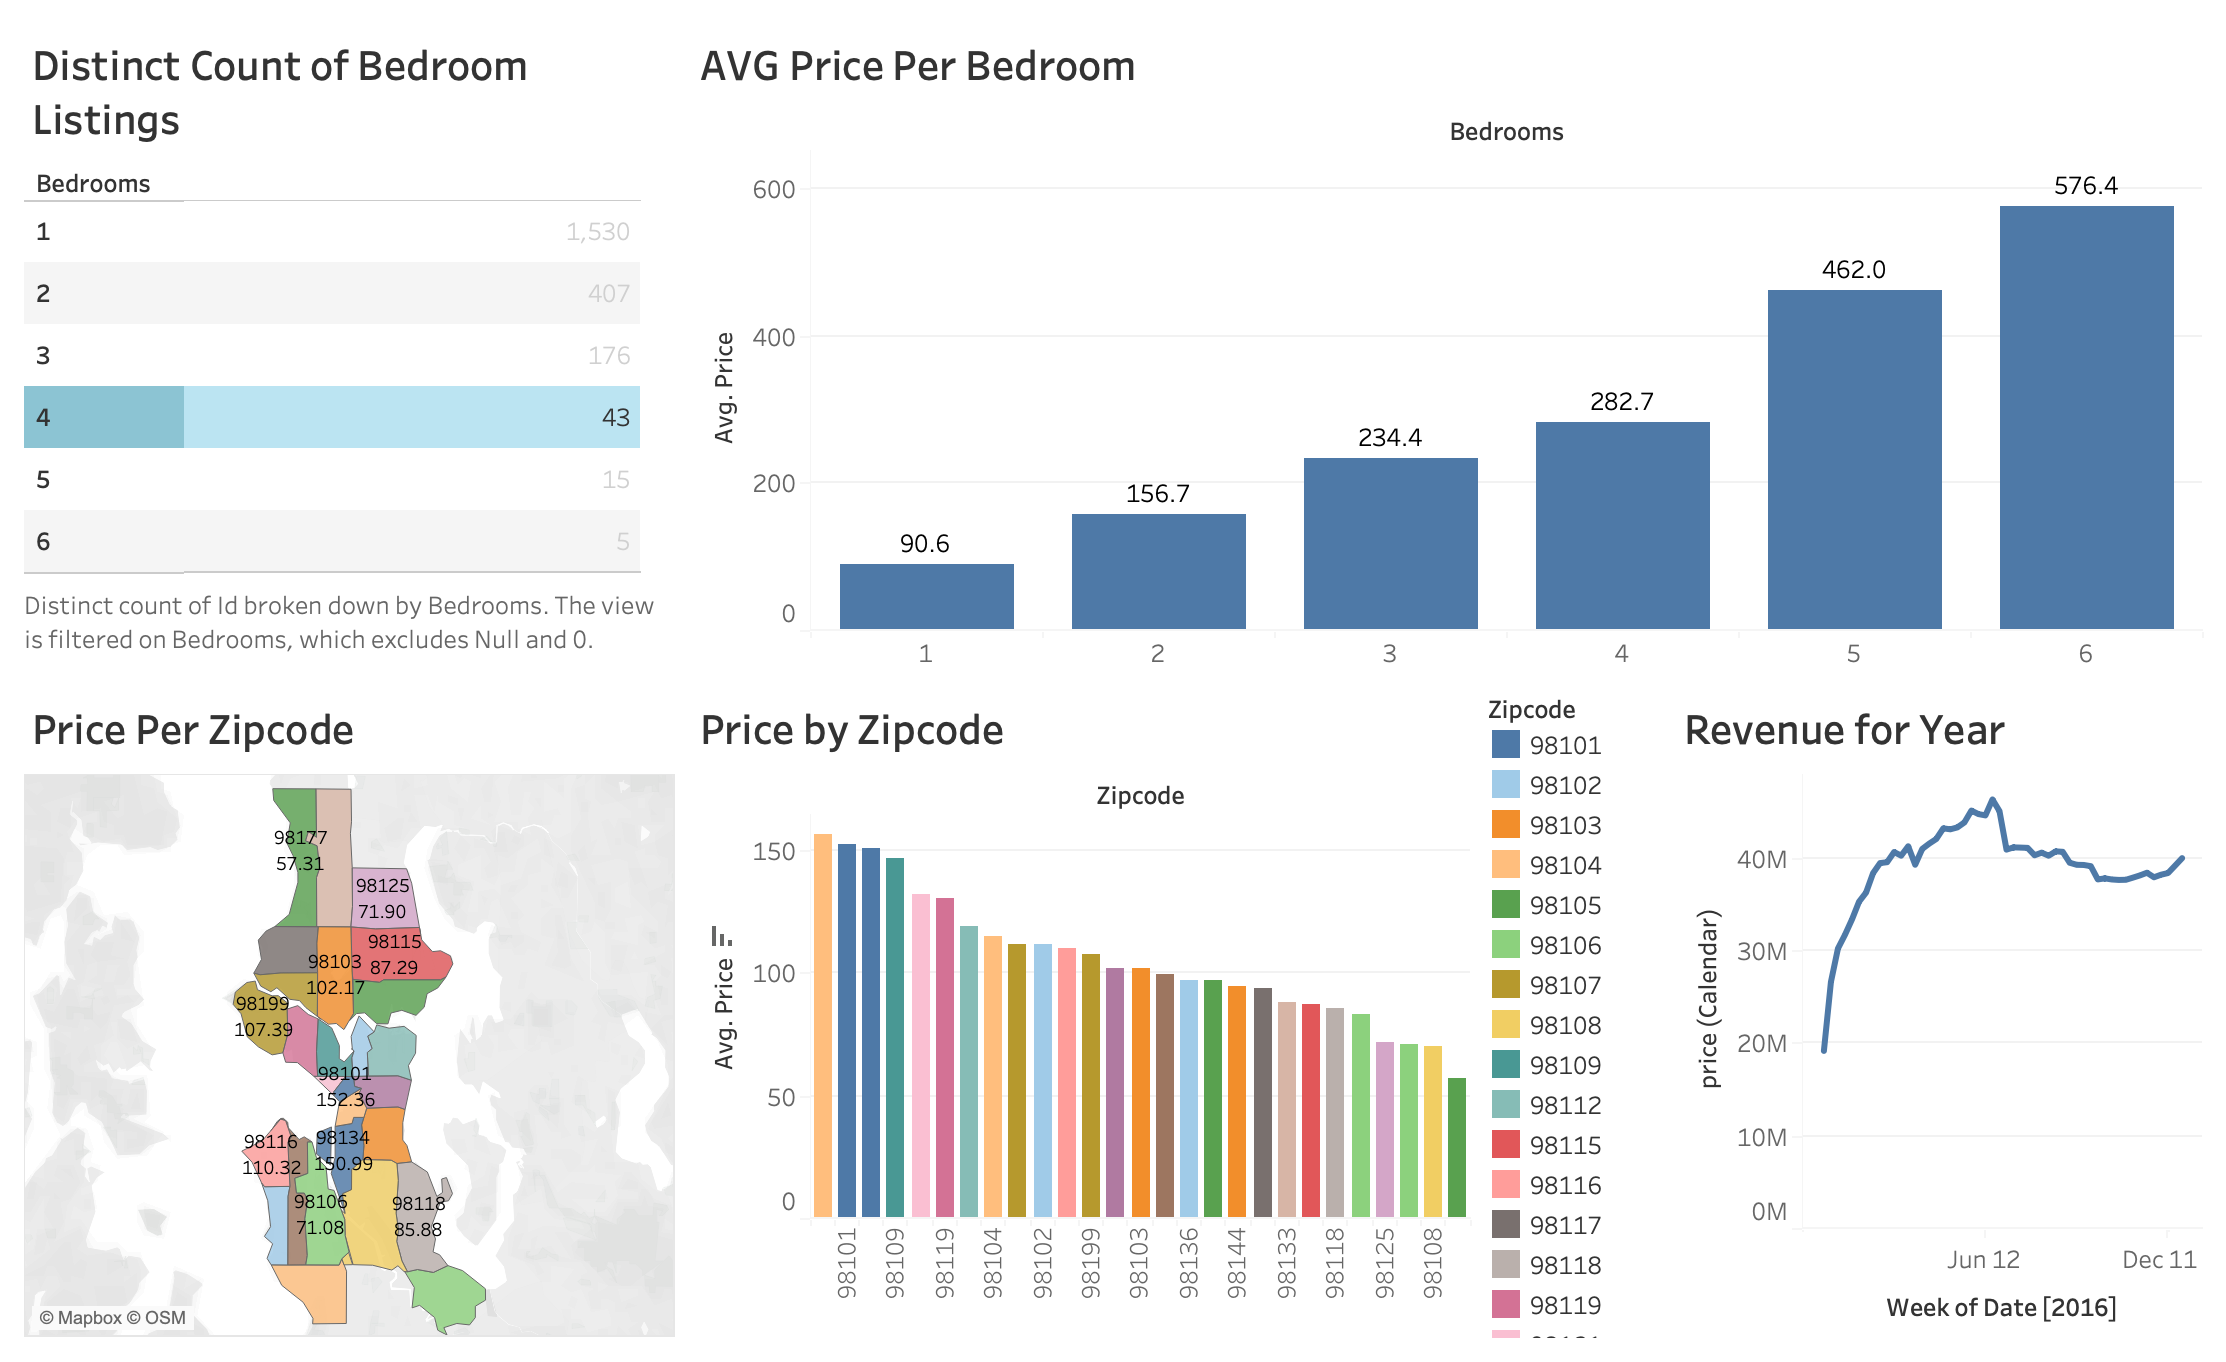 Distinct Count of Bedroom
Listings
Bedrooms
1 1,530
2 407
3 176
4 43
5 15
6 5
Distinct count of Id broken down by Bedrooms. The view
is filtered on Bedrooms, which excludes Null and 0.
AVG Price Per Bedroom
Bedrooms
Avg. Price
600
400
200
0
90.6
156.7
234.4
282.7
462.0
576.4
1 2 3 4 5 6
Price Per Zipcode
98177
57.31
98125
71.90
98115
87.29
98103
102.17
98199
107.39
98101
152.36
98116
110.32
98134
150.99
98106
71.08
98118
85.88
© Mapbox © OSM
Price by Zipcode
Zipcode
Avg. Price
150
100
50
0
98101
98109
98119
98104
98102
98199
98103
98136
98144
98133
98118
98125
98108
Zipcode
98101
98102
98103
98104
98105
98106
98107
98108
98109
98112
98115
98116
98117
98118
98119
Revenue for Year
price (Calendar)
40M
30M
20M
10M
0M
Jun 12 Dec 11
Week of Date [2016]